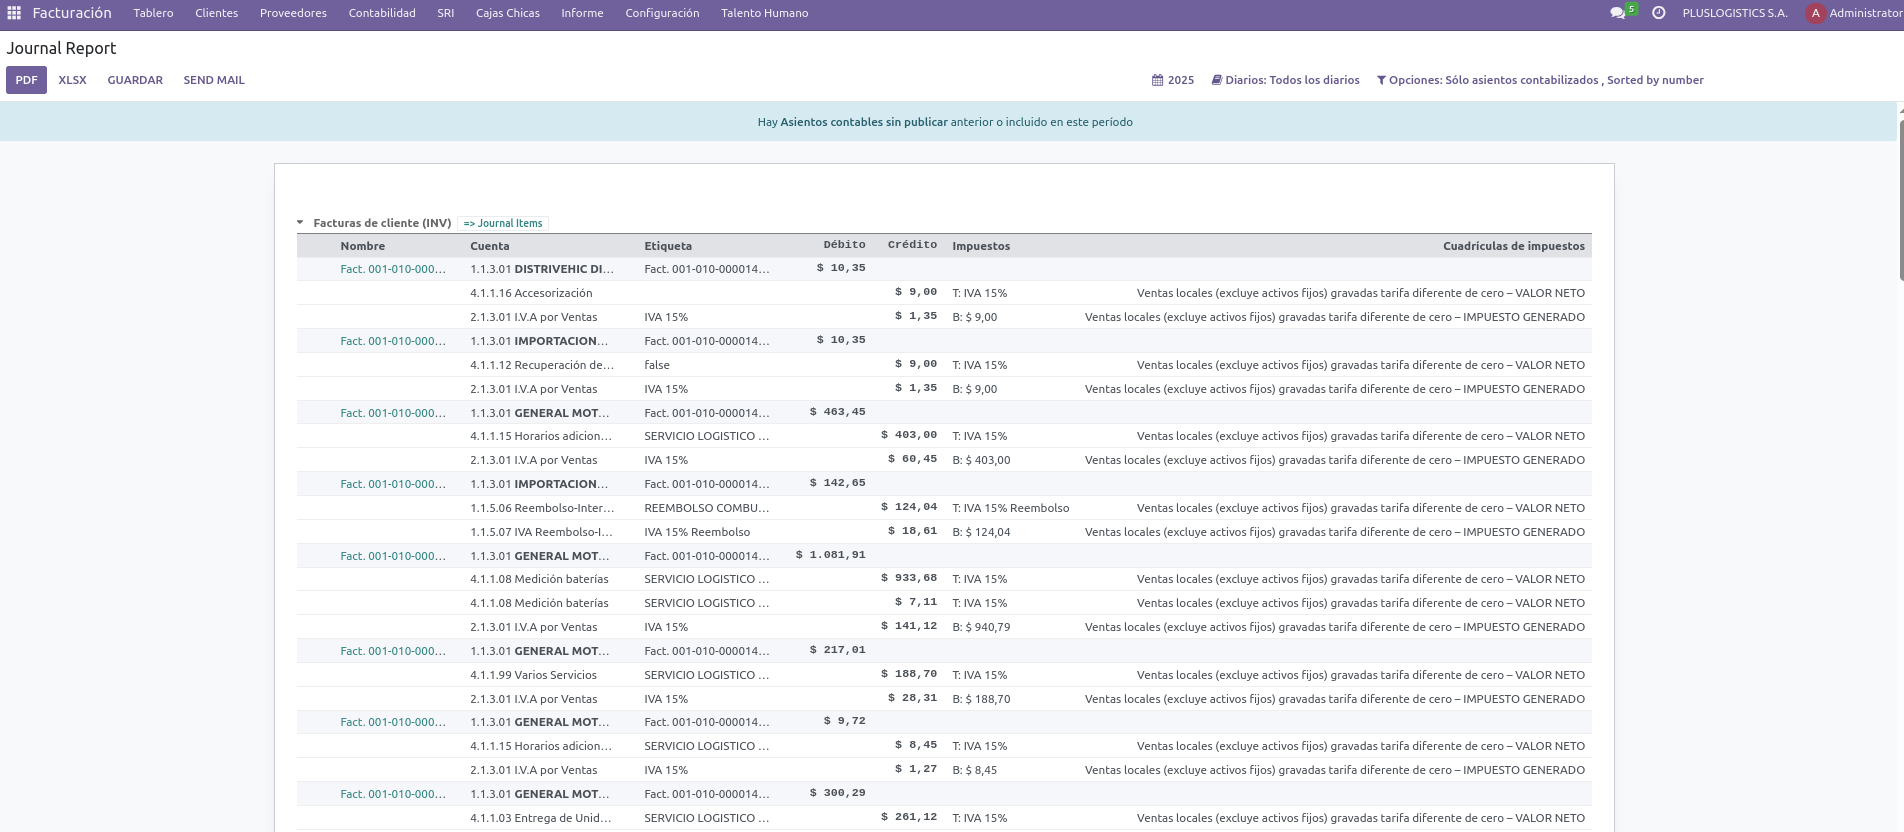 Facturación Tablero Clientes Proveedores Contabilidad SRI Cajas Chicas Informe Configuración Talento Humano 5 PLUSLOGISTICS S.A. A Administrator
Journal Report
PDF XLSX GUARDAR SEND MAIL 2025 Diarios: Todos los diarios Opciones: Sólo asientos contabilizados , Sorted by number
Hay Asientos contables sin publicar anterior o incluido en este período
Facturas de cliente (INV) => Journal Items
Nombre Cuenta Etiqueta Débito Crédito Impuestos Cuadrículas de impuestos
Fact. 001-010-000... 1.1.3.01 DISTRIVEHIC DI... Fact. 001-010-000014... $ 10,35
4.1.1.16 Accesorización $ 9,00 T: IVA 15% Ventas locales (excluye activos fijos) gravadas tarifa diferente de cero – VALOR NETO
2.1.3.01 I.V.A por Ventas IVA 15% $ 1,35 B: $ 9,00 Ventas locales (excluye activos fijos) gravadas tarifa diferente de cero – IMPUESTO GENERADO
Fact. 001-010-000... 1.1.3.01 IMPORTACION... Fact. 001-010-000014... $ 10,35
4.1.1.12 Recuperación de... false $ 9,00 T: IVA 15% Ventas locales (excluye activos fijos) gravadas tarifa diferente de cero – VALOR NETO
2.1.3.01 I.V.A por Ventas IVA 15% $ 1,35 B: $ 9,00 Ventas locales (excluye activos fijos) gravadas tarifa diferente de cero – IMPUESTO GENERADO
Fact. 001-010-000... 1.1.3.01 GENERAL MOT... Fact. 001-010-000014... $ 463,45
4.1.1.15 Horarios adicion... SERVICIO LOGISTICO ... $ 403,00 T: IVA 15% Ventas locales (excluye activos fijos) gravadas tarifa diferente de cero – VALOR NETO
2.1.3.01 I.V.A por Ventas IVA 15% $ 60,45 B: $ 403,00 Ventas locales (excluye activos fijos) gravadas tarifa diferente de cero – IMPUESTO GENERADO
Fact. 001-010-000... 1.1.3.01 IMPORTACION... Fact. 001-010-000014... $ 142,65
1.1.5.06 Reembolso-Inter... REEMBOLSO COMBU... $ 124,04 T: IVA 15% Reembolso Ventas locales (excluye activos fijos) gravadas tarifa diferente de cero – VALOR NETO
1.1.5.07 IVA Reembolso-I... IVA 15% Reembolso $ 18,61 B: $ 124,04 Ventas locales (excluye activos fijos) gravadas tarifa diferente de cero – IMPUESTO GENERADO
Fact. 001-010-000... 1.1.3.01 GENERAL MOT... Fact. 001-010-000014... $ 1.081,91
4.1.1.08 Medición baterías SERVICIO LOGISTICO ... $ 933,68 T: IVA 15% Ventas locales (excluye activos fijos) gravadas tarifa diferente de cero – VALOR NETO
4.1.1.08 Medición baterías SERVICIO LOGISTICO ... $ 7,11 T: IVA 15% Ventas locales (excluye activos fijos) gravadas tarifa diferente de cero – VALOR NETO
2.1.3.01 I.V.A por Ventas IVA 15% $ 141,12 B: $ 940,79 Ventas locales (excluye activos fijos) gravadas tarifa diferente de cero – IMPUESTO GENERADO
Fact. 001-010-000... 1.1.3.01 GENERAL MOT... Fact. 001-010-000014... $ 217,01
4.1.1.99 Varios Servicios SERVICIO LOGISTICO ... $ 188,70 T: IVA 15% Ventas locales (excluye activos fijos) gravadas tarifa diferente de cero – VALOR NETO
2.1.3.01 I.V.A por Ventas IVA 15% $ 28,31 B: $ 188,70 Ventas locales (excluye activos fijos) gravadas tarifa diferente de cero – IMPUESTO GENERADO
Fact. 001-010-000... 1.1.3.01 GENERAL MOT... Fact. 001-010-000014... $ 9,72
4.1.1.15 Horarios adicion... SERVICIO LOGISTICO ... $ 8,45 T: IVA 15% Ventas locales (excluye activos fijos) gravadas tarifa diferente de cero – VALOR NETO
2.1.3.01 I.V.A por Ventas IVA 15% $ 1,27 B: $ 8,45 Ventas locales (excluye activos fijos) gravadas tarifa diferente de cero – IMPUESTO GENERADO
Fact. 001-010-000... 1.1.3.01 GENERAL MOT... Fact. 001-010-000014... $ 300,29
4.1.1.03 Entrega de Unid... SERVICIO LOGISTICO ... $ 261,12 T: IVA 15% Ventas locales (excluye activos fijos) gravadas tarifa diferente de cero – VALOR NETO